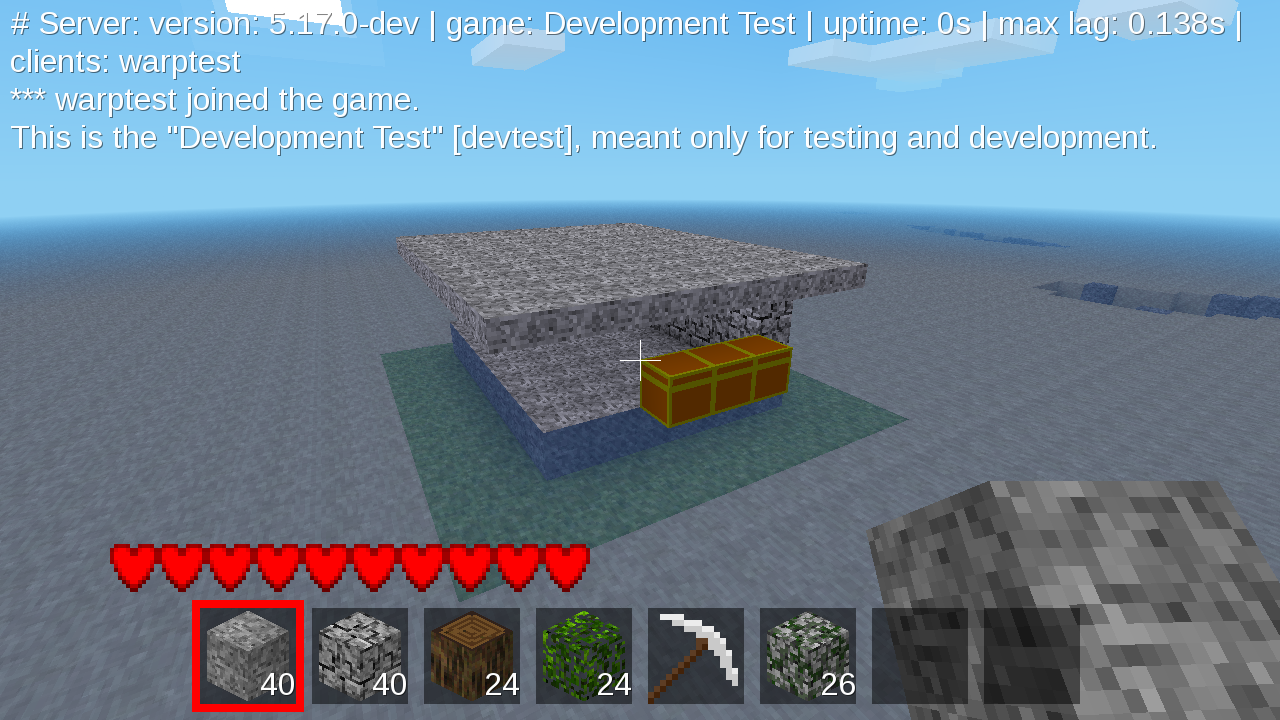 # Server: version: 5.17.0-dev | game: Development Test | uptime: 0s | max lag: 0.138s |
clients: warptest
*** warptest joined the game.
This is the "Development Test" [devtest], meant only for testing and development.
40
40
24
24
26